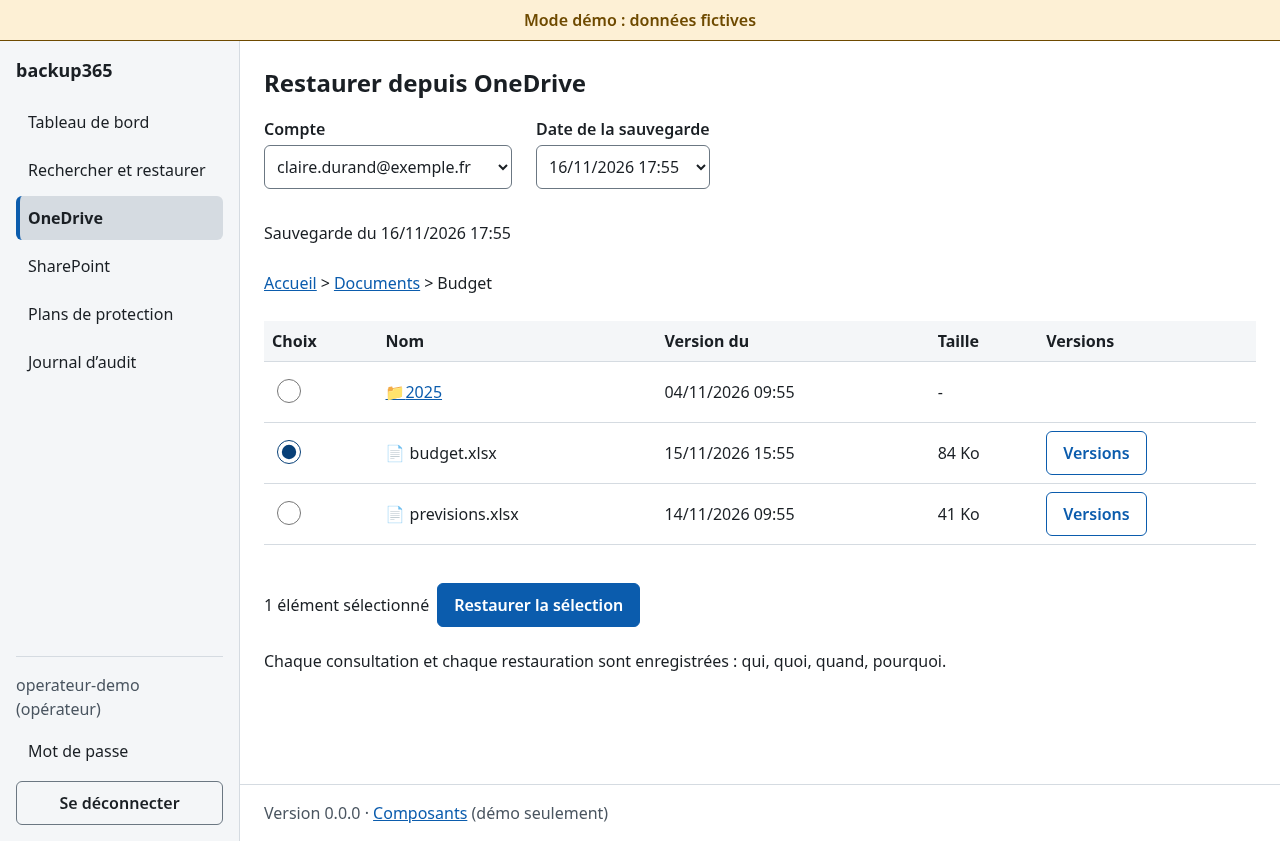 Mode démo : données fictives
backup365
Tableau de bord
Rechercher et restaurer
OneDrive
SharePoint
Plans de protection
Journal d’audit
operateur-demo
(opérateur)
Mot de passe
Se déconnecter
Restaurer depuis OneDrive
Compte Date de la sauvegarde
claire.durand@exemple.fr 16/11/2026 17:55
Sauvegarde du 16/11/2026 17:55
Accueil > Documents > Budget
Choix Nom Version du Taille Versions
2025 04/11/2026 09:55 -
budget.xlsx 15/11/2026 15:55 84 Ko Versions
previsions.xlsx 14/11/2026 09:55 41 Ko Versions
1 élément sélectionné Restaurer la sélection
Chaque consultation et chaque restauration sont enregistrées : qui, quoi, quand, pourquoi.
Version 0.0.0 · Composants (démo seulement)